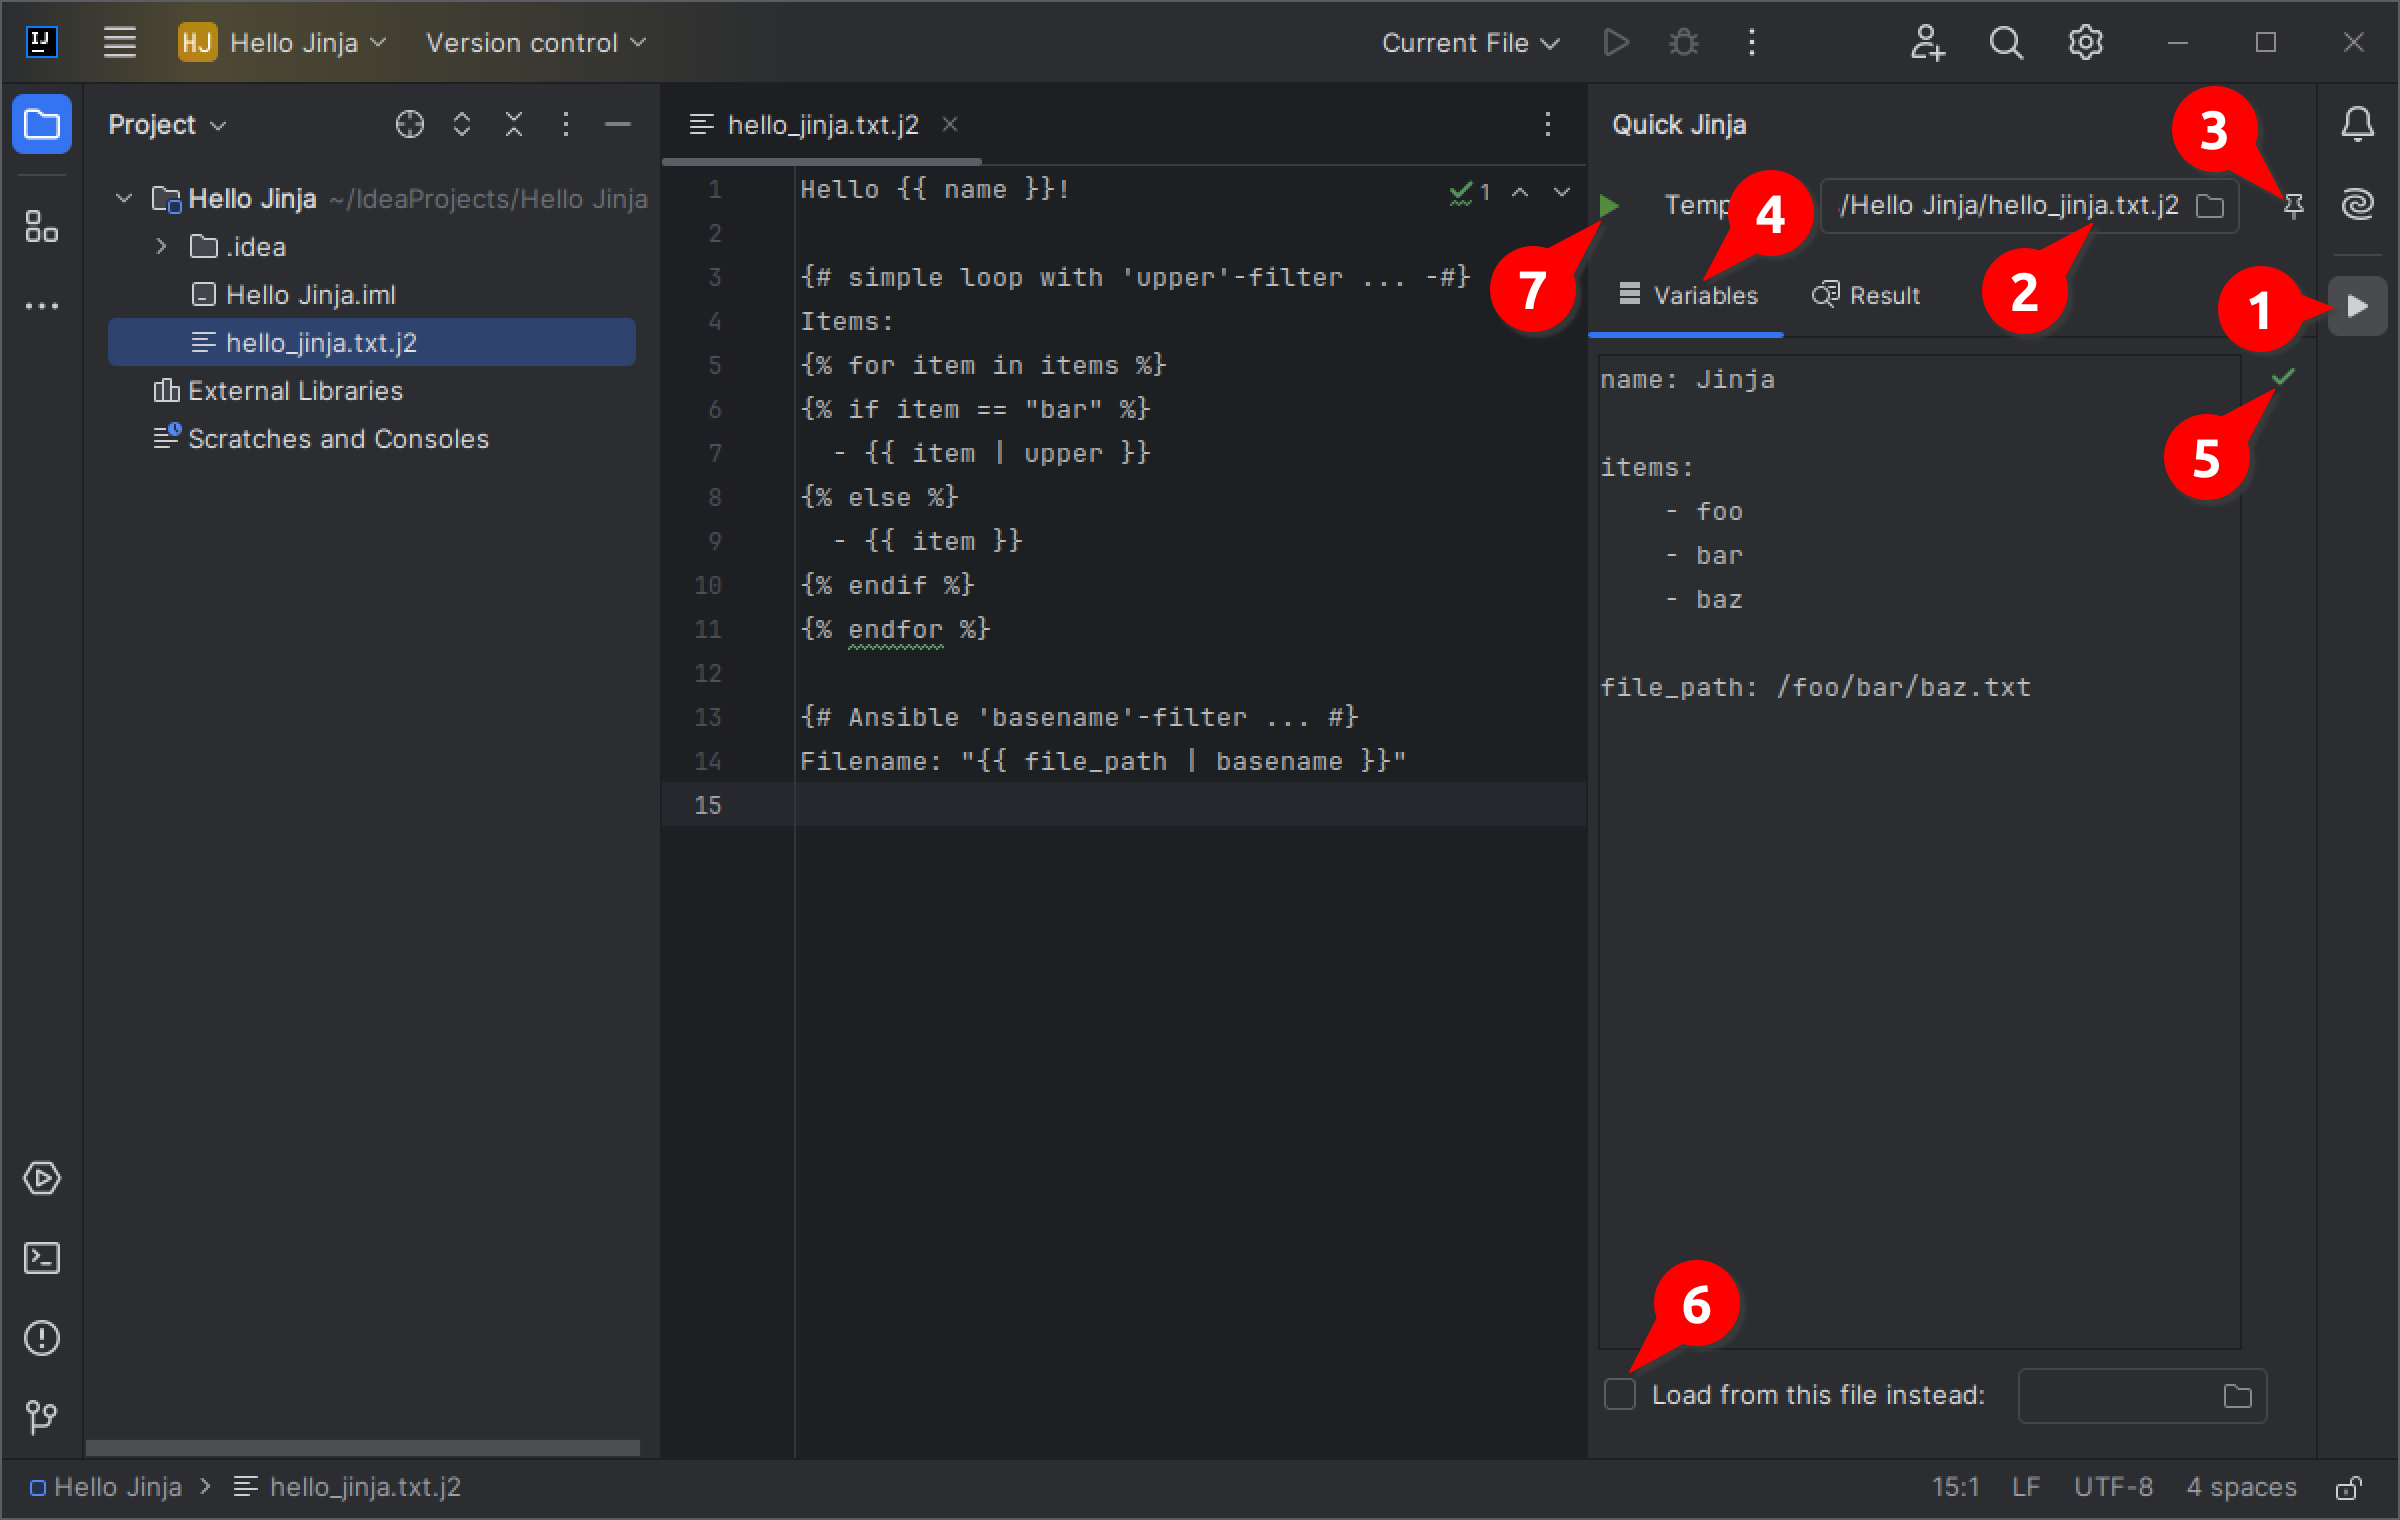 IJ
HJ Hello Jinja Version control Current File
Project
Hello Jinja ~/IdeaProjects/Hello Jinja
.idea
Hello Jinja.iml
hello_jinja.txt.j2
External Libraries
Scratches and Consoles
hello_jinja.txt.j2
1 Hello {{ name }}!
2
3 {# simple loop with 'upper'-filter ... -#}
4 Items:
5 {% for item in items %}
6 {% if item == "bar" %}
7 - {{ item | upper }}
8 {% else %}
9 - {{ item }}
10 {% endif %}
11 {% endfor %}
12
13 {# Ansible 'basename'-filter ... #}
14 Filename: "{{ file_path | basename }}"
15
1
Quick Jinja
3
Temp
4
/Hello Jinja/hello_jinja.txt.j2
7
Variables
Result
2
1
name: Jinja
5
items:
- foo
- bar
- baz
file_path: /foo/bar/baz.txt
6
Load from this file instead:
Hello Jinja
hello_jinja.txt.j2
15:1 LF UTF-8 4 spaces